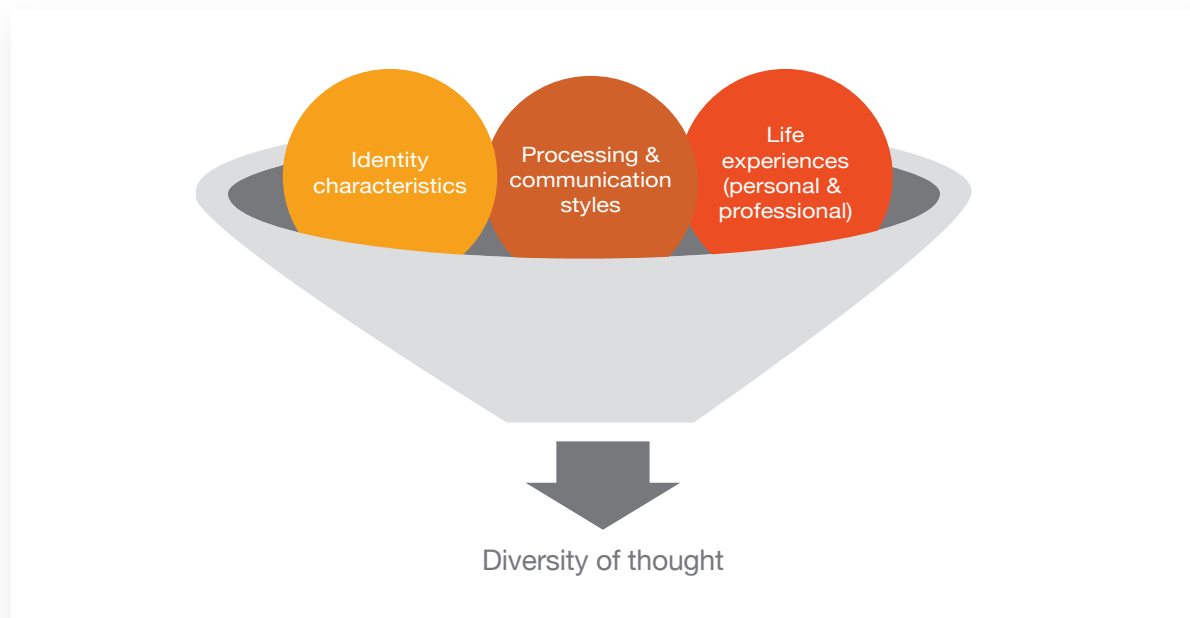 Identity
characteristics
Processing &
communication
styles
Life
experiences
(personal &
professional)
Diversity of thought